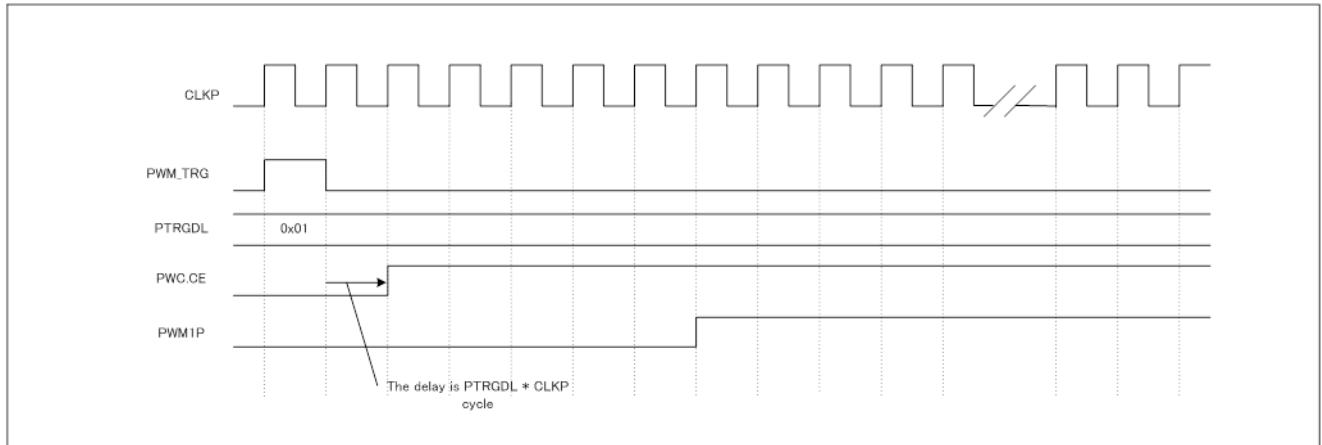 CLKP
PWM_TRG
PTRGDL
0x01
PWC.CE
PWM1P
The delay is PTRGDL * CLKP
cycle